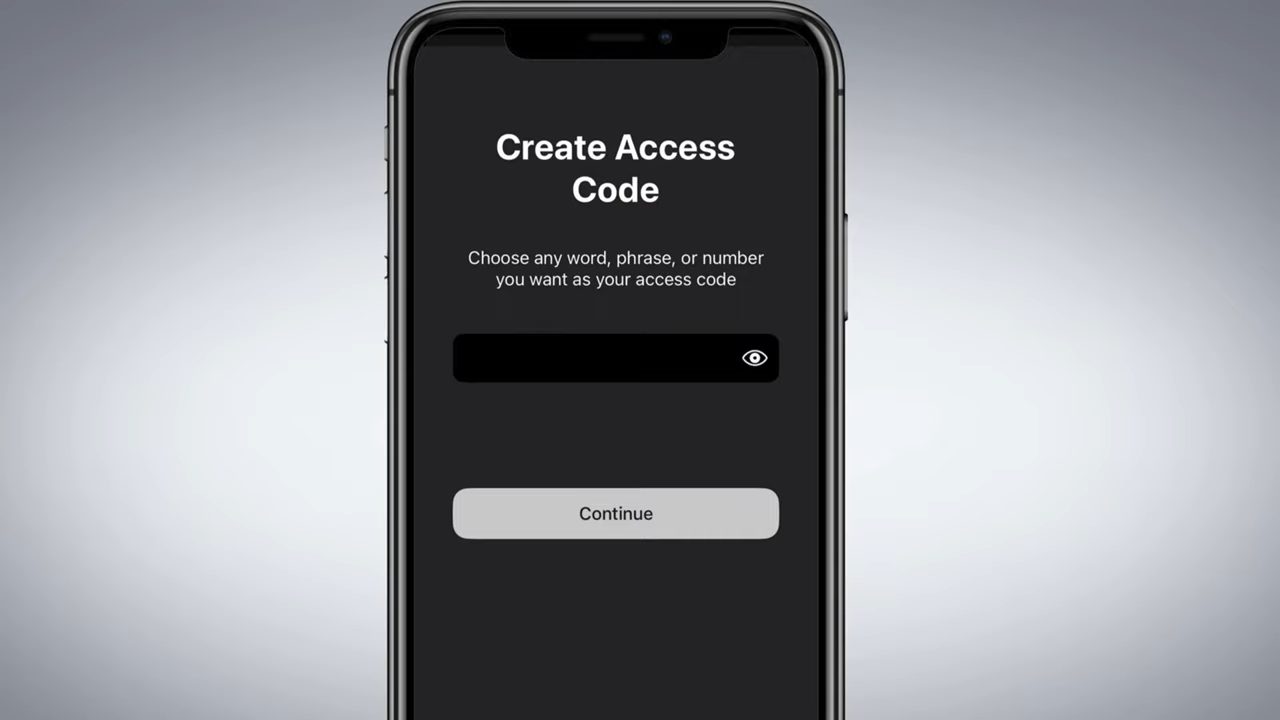 Create Access
Code
Choose any word, phrase, or number
you want as your access code
Continue